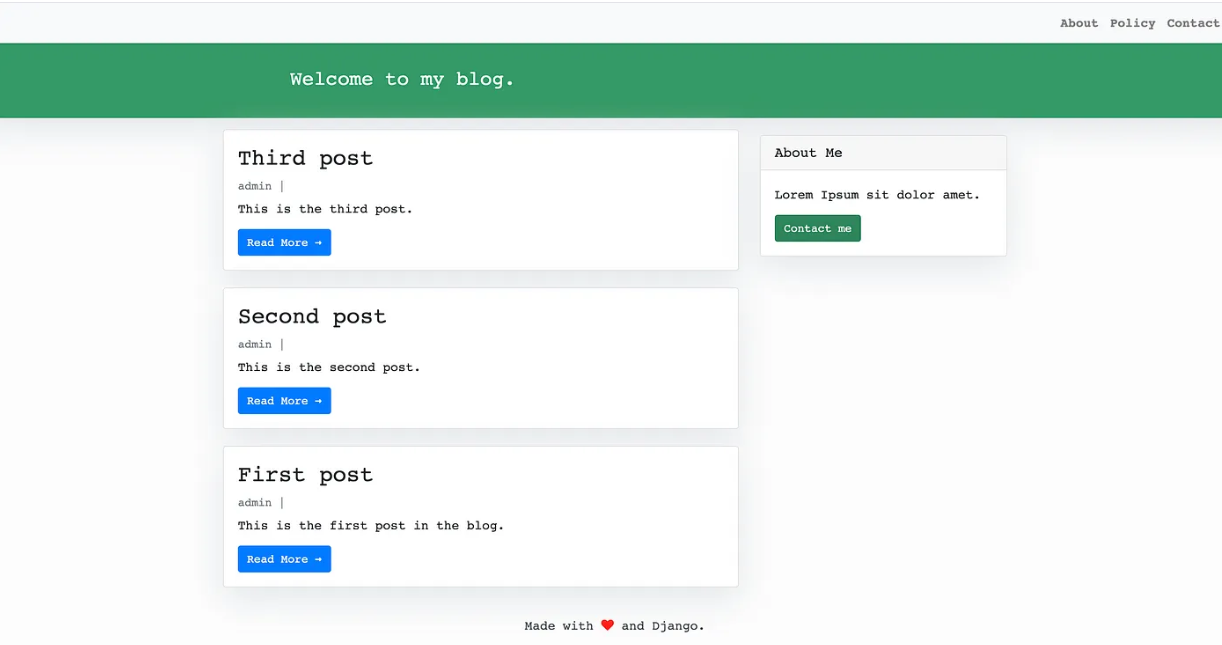 About Policy Contact
Welcome to my blog.
Third post
admin |
This is the third post.
Read More →
Second post
admin |
This is the second post.
Read More →
First post
admin |
This is the first post in the blog.
Read More →
About Me
Lorem Ipsum sit dolor amet.
Contact me
Made with ❤️ and Django.